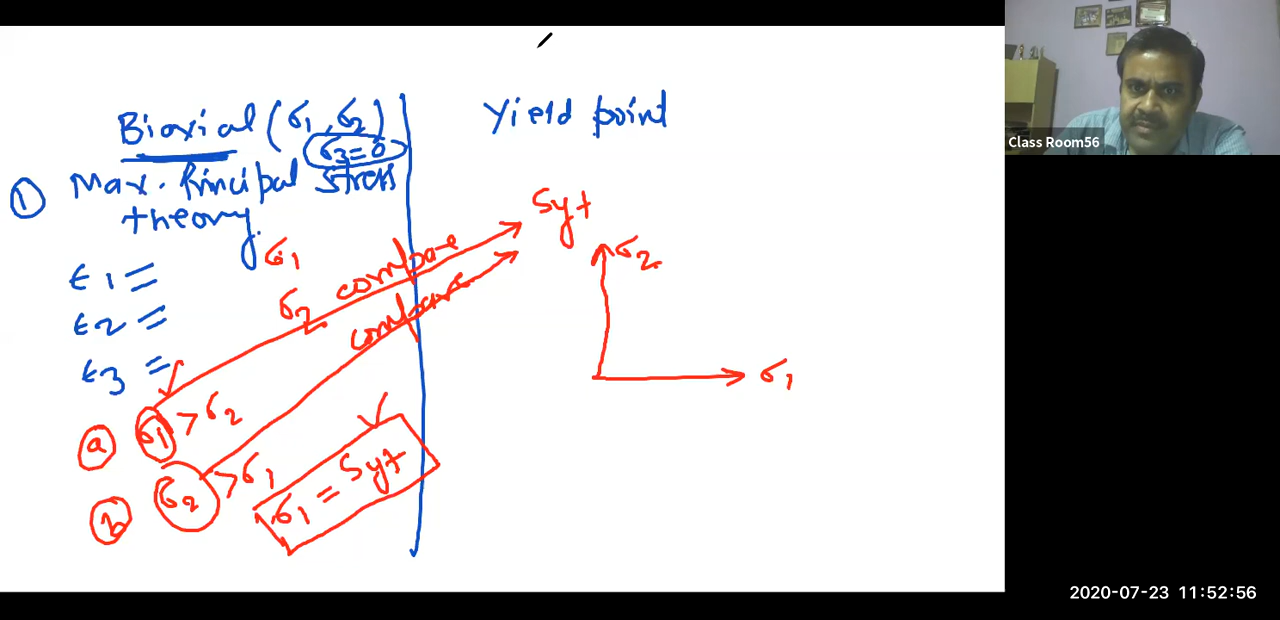 Biaxial (σ1, σ2)
σ3=0
Yield point
① Max. Principal stress
theory.
σ1
Syt
σ2
compare
compare
σ2
σ1
ε1 =
ε2 =
ε3 =
ⓐ σ1 > σ2
ⓑ σ2 > σ1
σ1 = Syt
Class Room56
2020-07-23 11:52:56